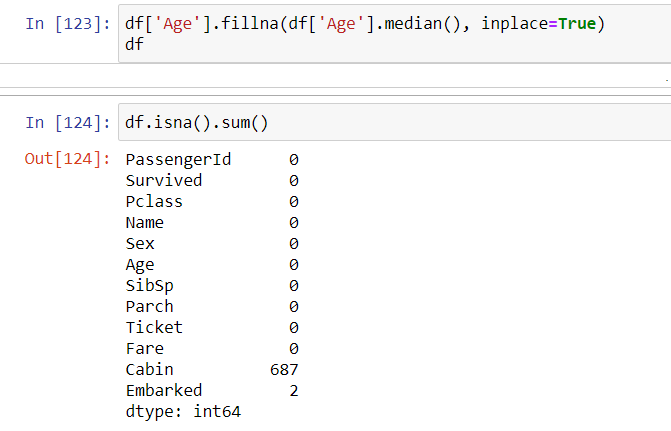 In [123]: df['Age'].fillna(df['Age'].median(), inplace=True)
df
In [124]: df.isna().sum()
Out[124]: PassengerId 0
Survived 0
Pclass 0
Name 0
Sex 0
Age 0
SibSp 0
Parch 0
Ticket 0
Fare 0
Cabin 687
Embarked 2
dtype: int64